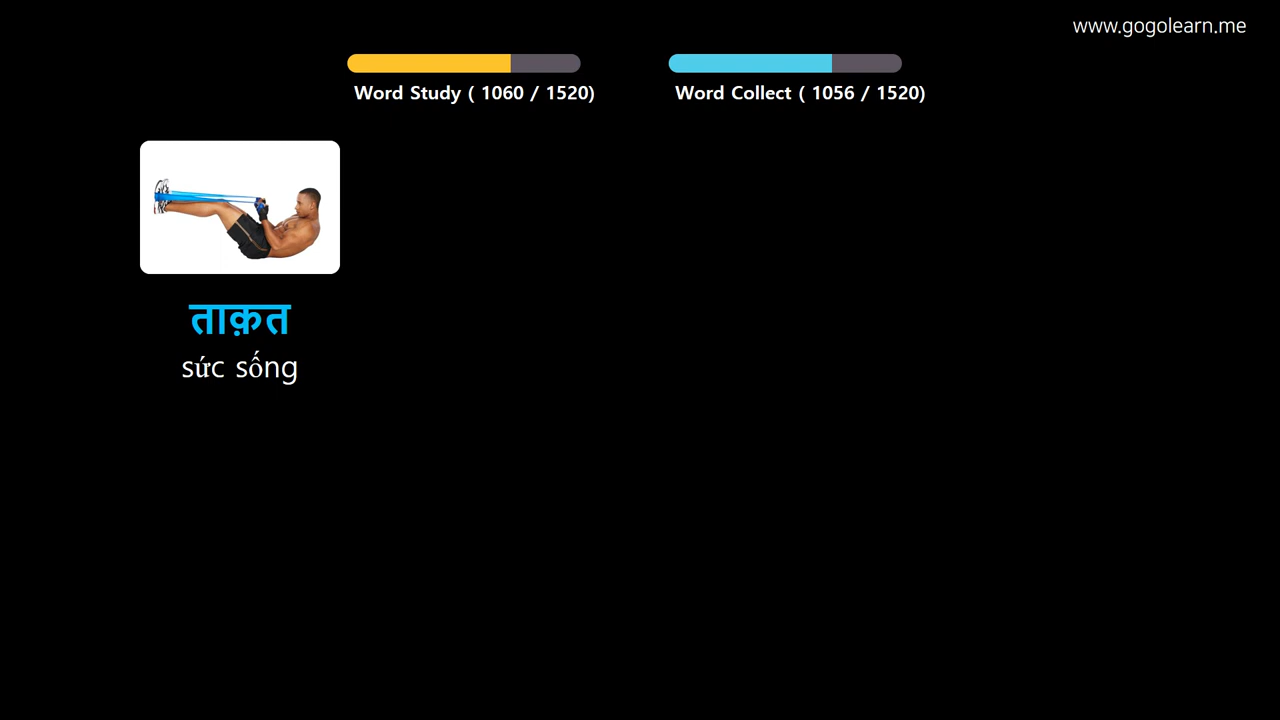 www.gogolearn.me
Word Study ( 1060 / 1520)
Word Collect ( 1056 / 1520)
ताक़त
sức sống